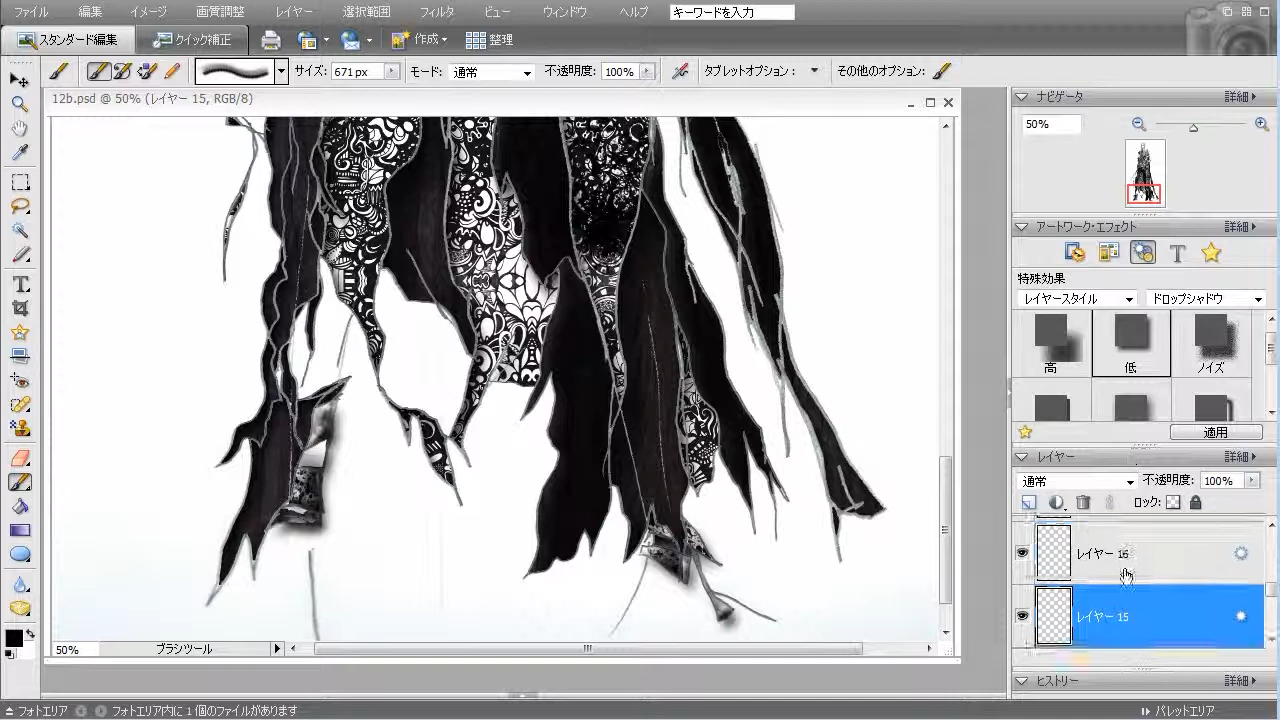 ファイル 編集 イメージ 画質調整 レイヤー 選択範囲 フィルタ ビュー ウィンドウ ヘルプ キーワードを入力
スタンダード編集 クイック補正 作成 整理
サイズ: 671 px モード: 通常 不透明度: 100% タブレットオプション: その他のオプション:
12b.psd @ 50% (レイヤー 15, RGB/8)
ナビゲータ 詳細
50%
アートワーク・エフェクト 詳細
特殊効果
レイヤースタイル ドロップシャドウ
高 低 ノイズ
適用
レイヤー 詳細
通常 不透明度: 100%
ロック:
レイヤー 16
レイヤー 15
50% ブラシツール
ヒストリー 詳細
フォトエリア フォトエリア内に 1 個のファイルがあります パレットエリア